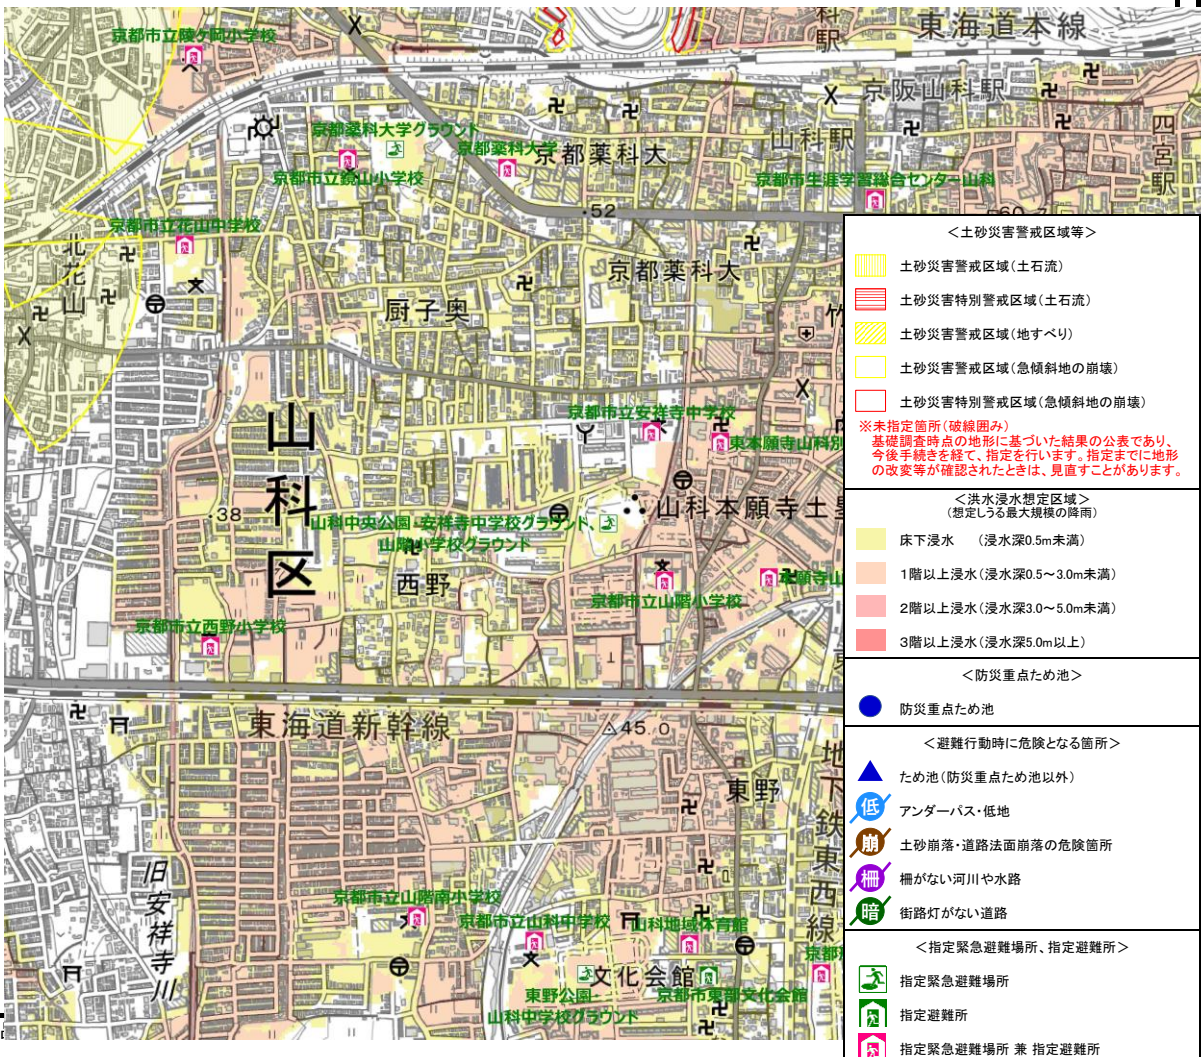 科
駅
東海道本線
京都市立陵ヶ岡小学校
京阪山科駅
京都薬科大学グラウンド
京都薬科大学
京都薬科大
山科駅
四宮駅
京都市立鏡山小学校
京都市生涯学習総合センター山科
・52
京都市立花山中学校
北花山
京都薬科大
厨子奥
竹
山科区
京都市立安祥寺中学校
東本願寺山科別
・38
山科本願寺土塁
山科中央公園・安祥寺中学校グラウンド、
山階小学校グラウンド
西野
本願寺山
京都市立山階小学校
京都市立西野小学校
東海道新幹線
45.0
東野
地下鉄東西線
旧安祥寺川
京都市立山階南小学校
京都市立山科中学校
山科地域体育館
文化会館
東野公園・
山科中学校グラウンド
京都市東部文化会館
<土砂災害警戒区域等>
土砂災害警戒区域(土石流)
土砂災害特別警戒区域(土石流)
土砂災害警戒区域(地すべり)
土砂災害警戒区域(急傾斜地の崩壊)
土砂災害特別警戒区域(急傾斜地の崩壊)
※未指定箇所(破線囲み)
基礎調査時点の地形に基づいた結果の公表であり、
今後手続きを経て、指定を行います。指定までに地形
の改変等が確認されたときは、見直すことがあります。
<洪水浸水想定区域>
(想定しうる最大規模の降雨)
床下浸水　(浸水深0.5m未満)
1階以上浸水(浸水深0.5～3.0m未満)
2階以上浸水(浸水深3.0～5.0m未満)
3階以上浸水(浸水深5.0m以上)
<防災重点ため池>
防災重点ため池
<避難行動時に危険となる箇所>
ため池(防災重点ため池以外)
低 アンダーパス・低地
崩 土砂崩落・道路法面崩落の危険箇所
柵 柵がない河川や水路
暗 街路灯がない道路
<指定緊急避難場所、指定避難所>
指定緊急避難場所
指定避難所
指定緊急避難場所 兼 指定避難所